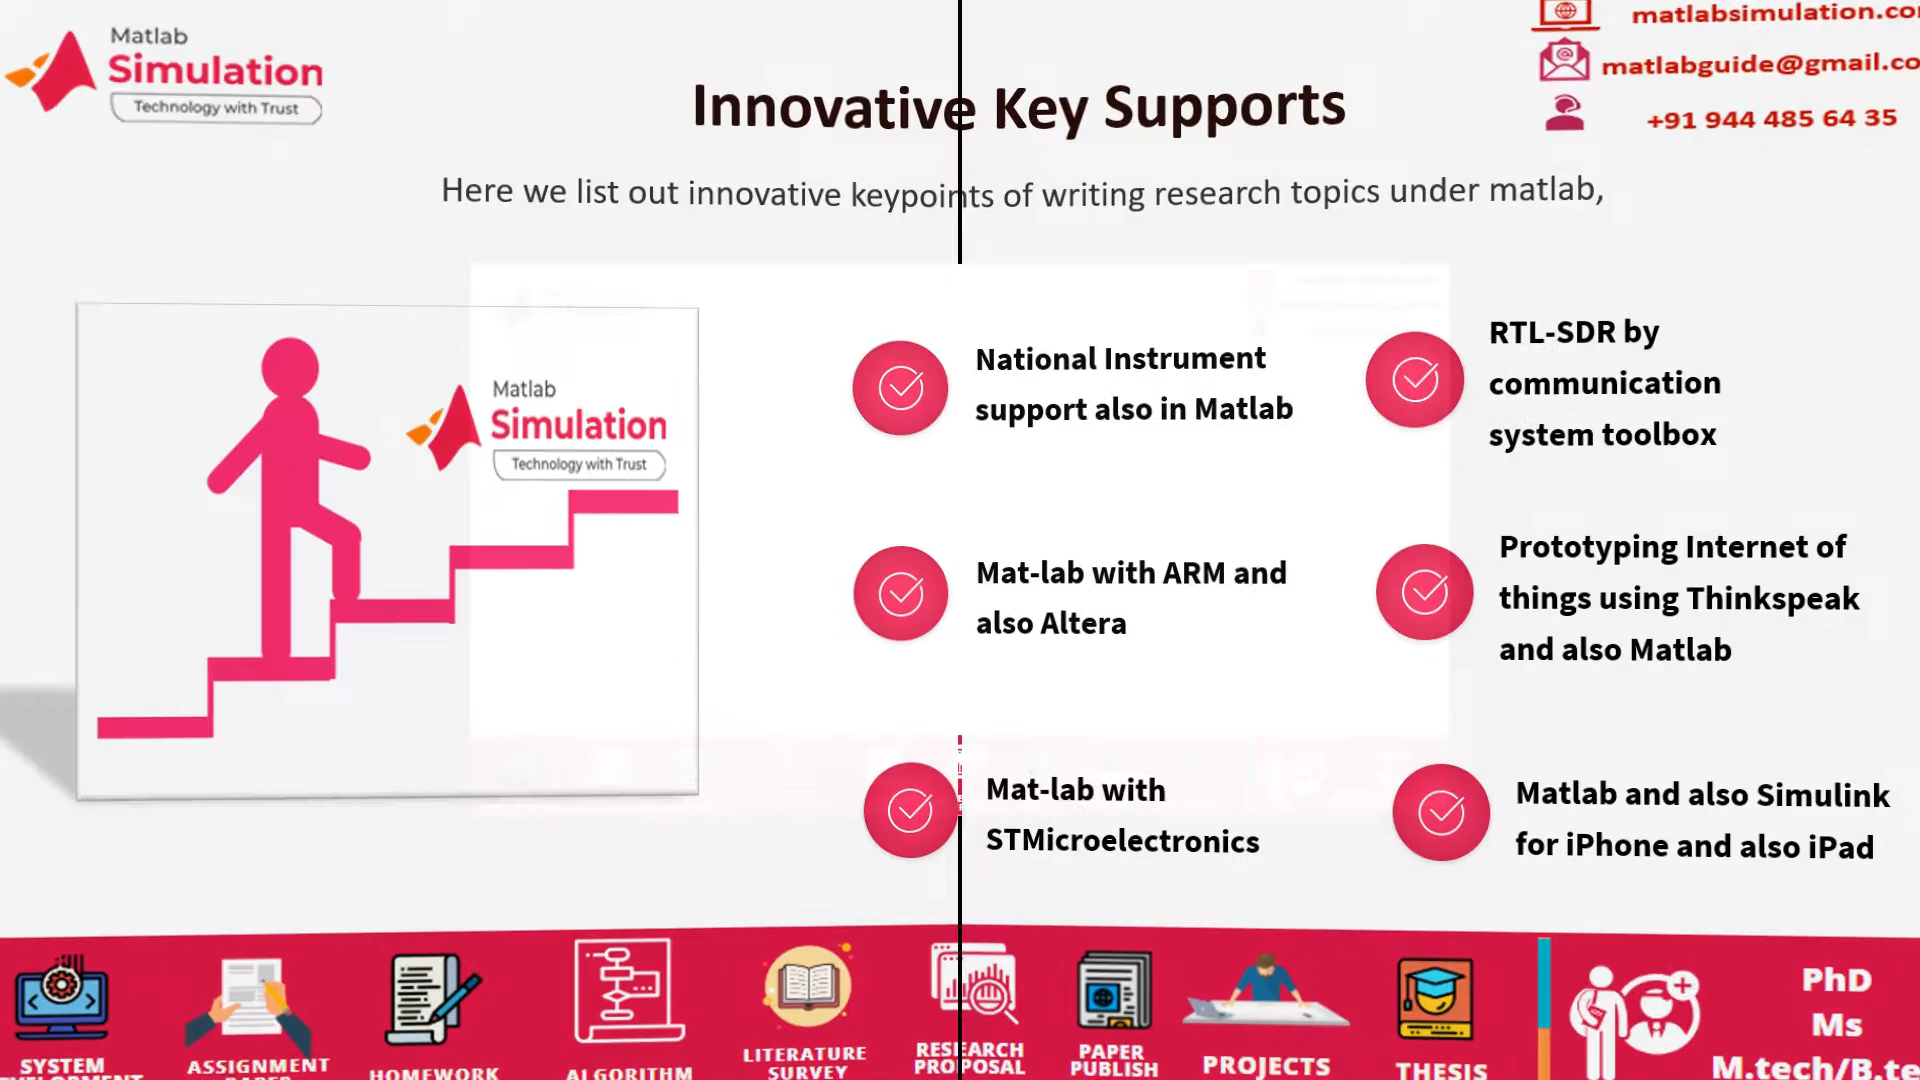 Matlab
Simulation
Technology with Trust
matlabsimulation.co
matlabguide@gmail.co
+91 944 485 64 35
Innovative Key Supports
Here we list out innovative keypoints of writing research topics under matlab,
Matlab
Simulation
Technology with Trust
National Instrument
support also in Matlab
RTL-SDR by
communication
system toolbox
Mat-lab with ARM and
also Altera
Prototyping Internet of
things using Thinkspeak
and also Matlab
Mat-lab with
STMicroelectronics
Matlab and also Simulink
for iPhone and also iPad
SYSTEM
ASSIGNMENT
PAPER
HOMEWORK
ALGORITHM
LITERATURE
SURVEY
RESEARCH
PROPOSAL
PAPER
PUBLISH
PROJECTS
THESIS
PhD
Ms
M.tech/B.te